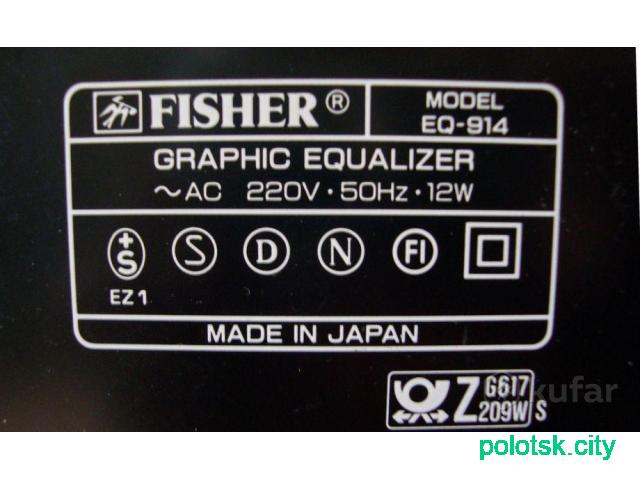 FISHER®
MODEL
EQ-914
GRAPHIC EQUALIZER
~AC 220V·50Hz·12W
+S S D N FI
EZ1
MADE IN JAPAN
Z G617
209W S
polotsk.city